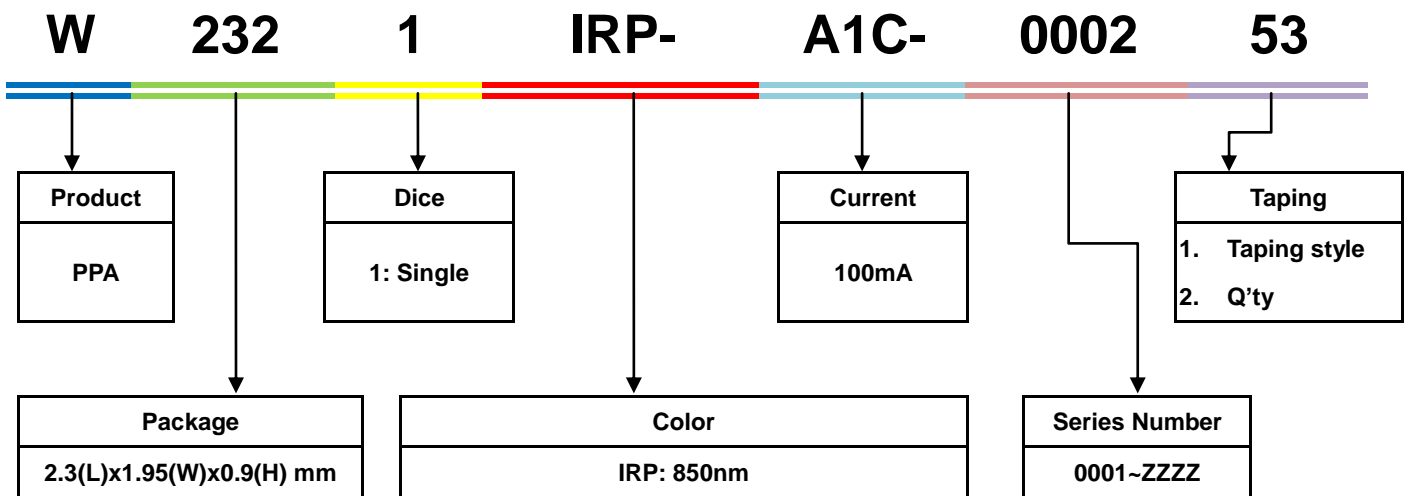 W 232 1 IRP- A1C- 0002 53
Product
PPA
Dice
1: Single
Current
100mA
Taping
1. Taping style
2. Q’ty
Package
2.3(L)x1.95(W)x0.9(H) mm
Color
IRP: 850nm
Series Number
0001~ZZZZ